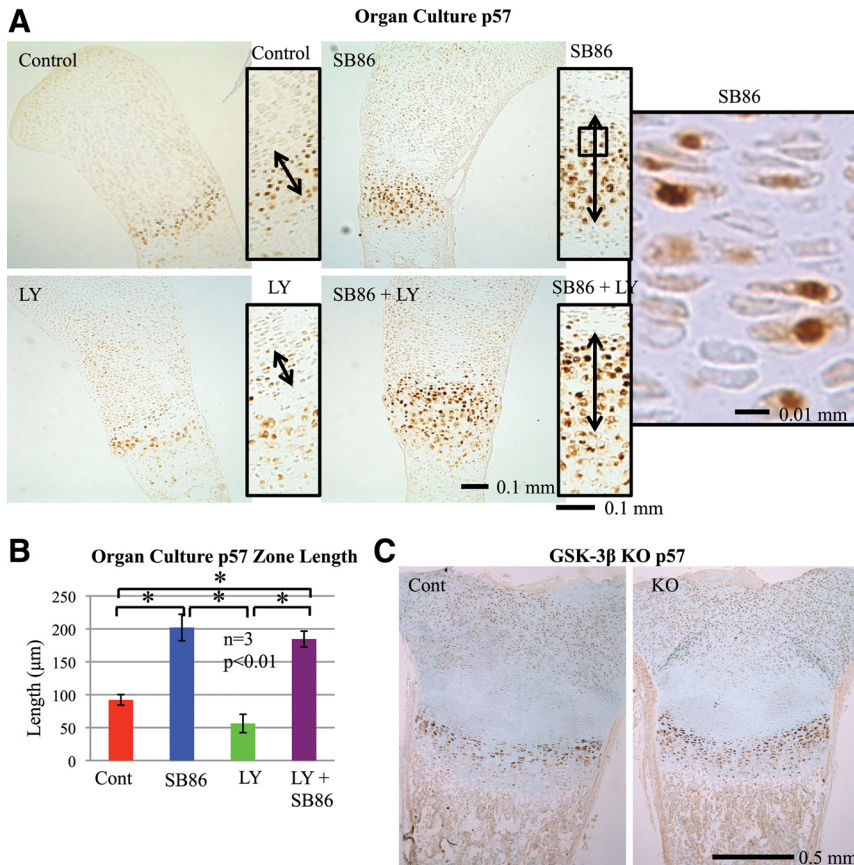 A
Organ Culture p57
Control
Control
SB86
SB86
SB86
LY
LY
SB86 + LY
SB86 + LY
0.01 mm
0.1 mm
0.1 mm
B
Organ Culture p57 Zone Length
* 
* * *
250
200
150
100
50
0
Length (μm)
n=3
p<0.01
Cont
SB86
LY
LY +
SB86
C
GSK-3β KO p57
Cont
KO
0.5 mm